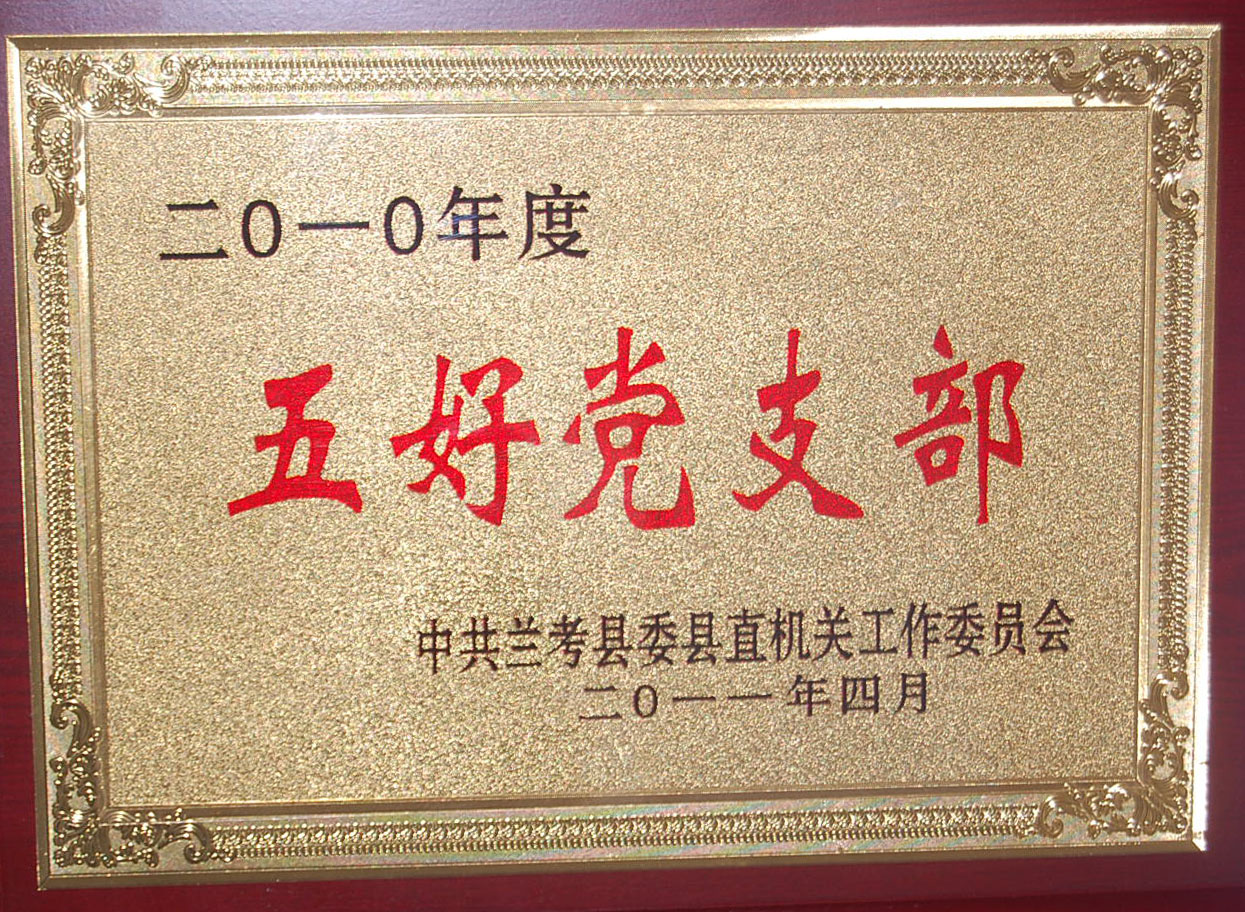 二0一0年度
五好党支部
中共兰考县委县直机关工作委员会
二0一一年四月